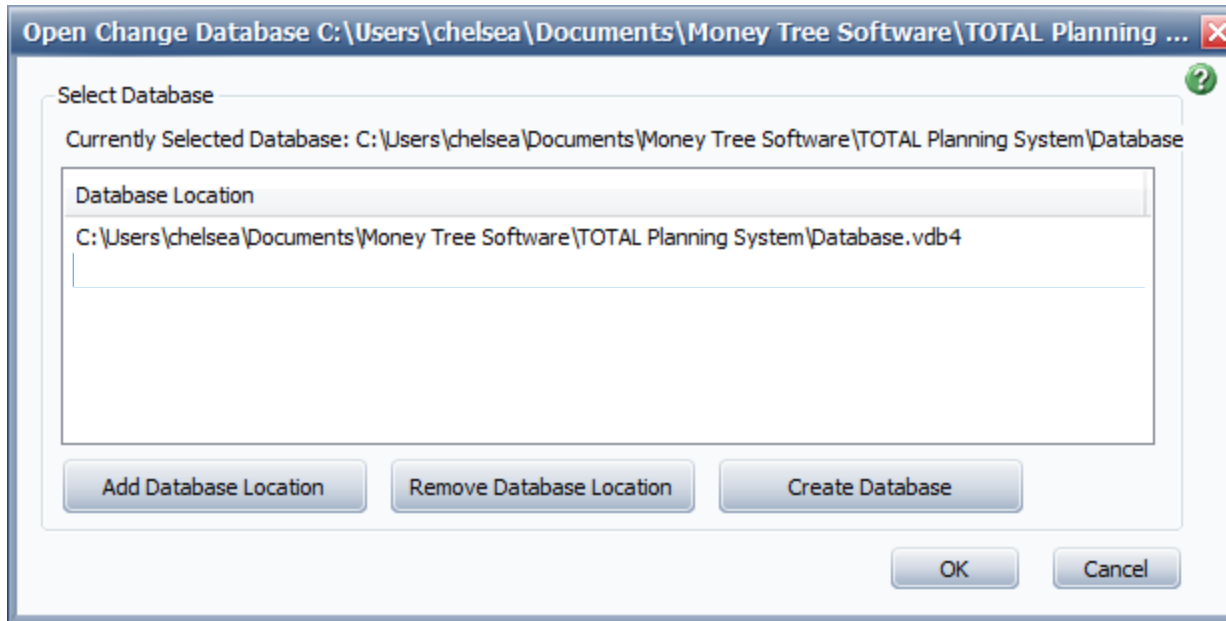 Open Change Database C:\Users\chelsea\Documents\Money Tree Software\TOTAL Planning ...
Select Database
Currently Selected Database: C:\Users\chelsea\Documents\Money Tree Software\TOTAL Planning System\Database
Database Location
C:\Users\chelsea\Documents\Money Tree Software\TOTAL Planning System\Database.vdb4
Add Database Location
Remove Database Location
Create Database
OK
Cancel